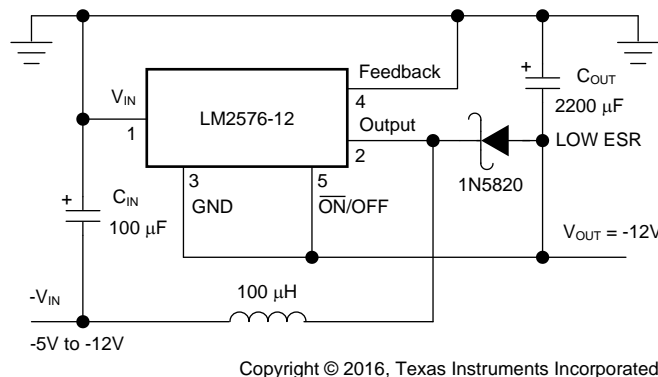 Feedback
+
C_OUT
2200 μF
V_IN
LM2576-12
4
1
Output
2
LOW ESR
1N5820
3
5
+
C_IN
100 μF
GND
O̅N̅/OFF
V_OUT = -12V
-V_IN
100 μH
-5V to -12V
Copyright © 2016, Texas Instruments Incorporated